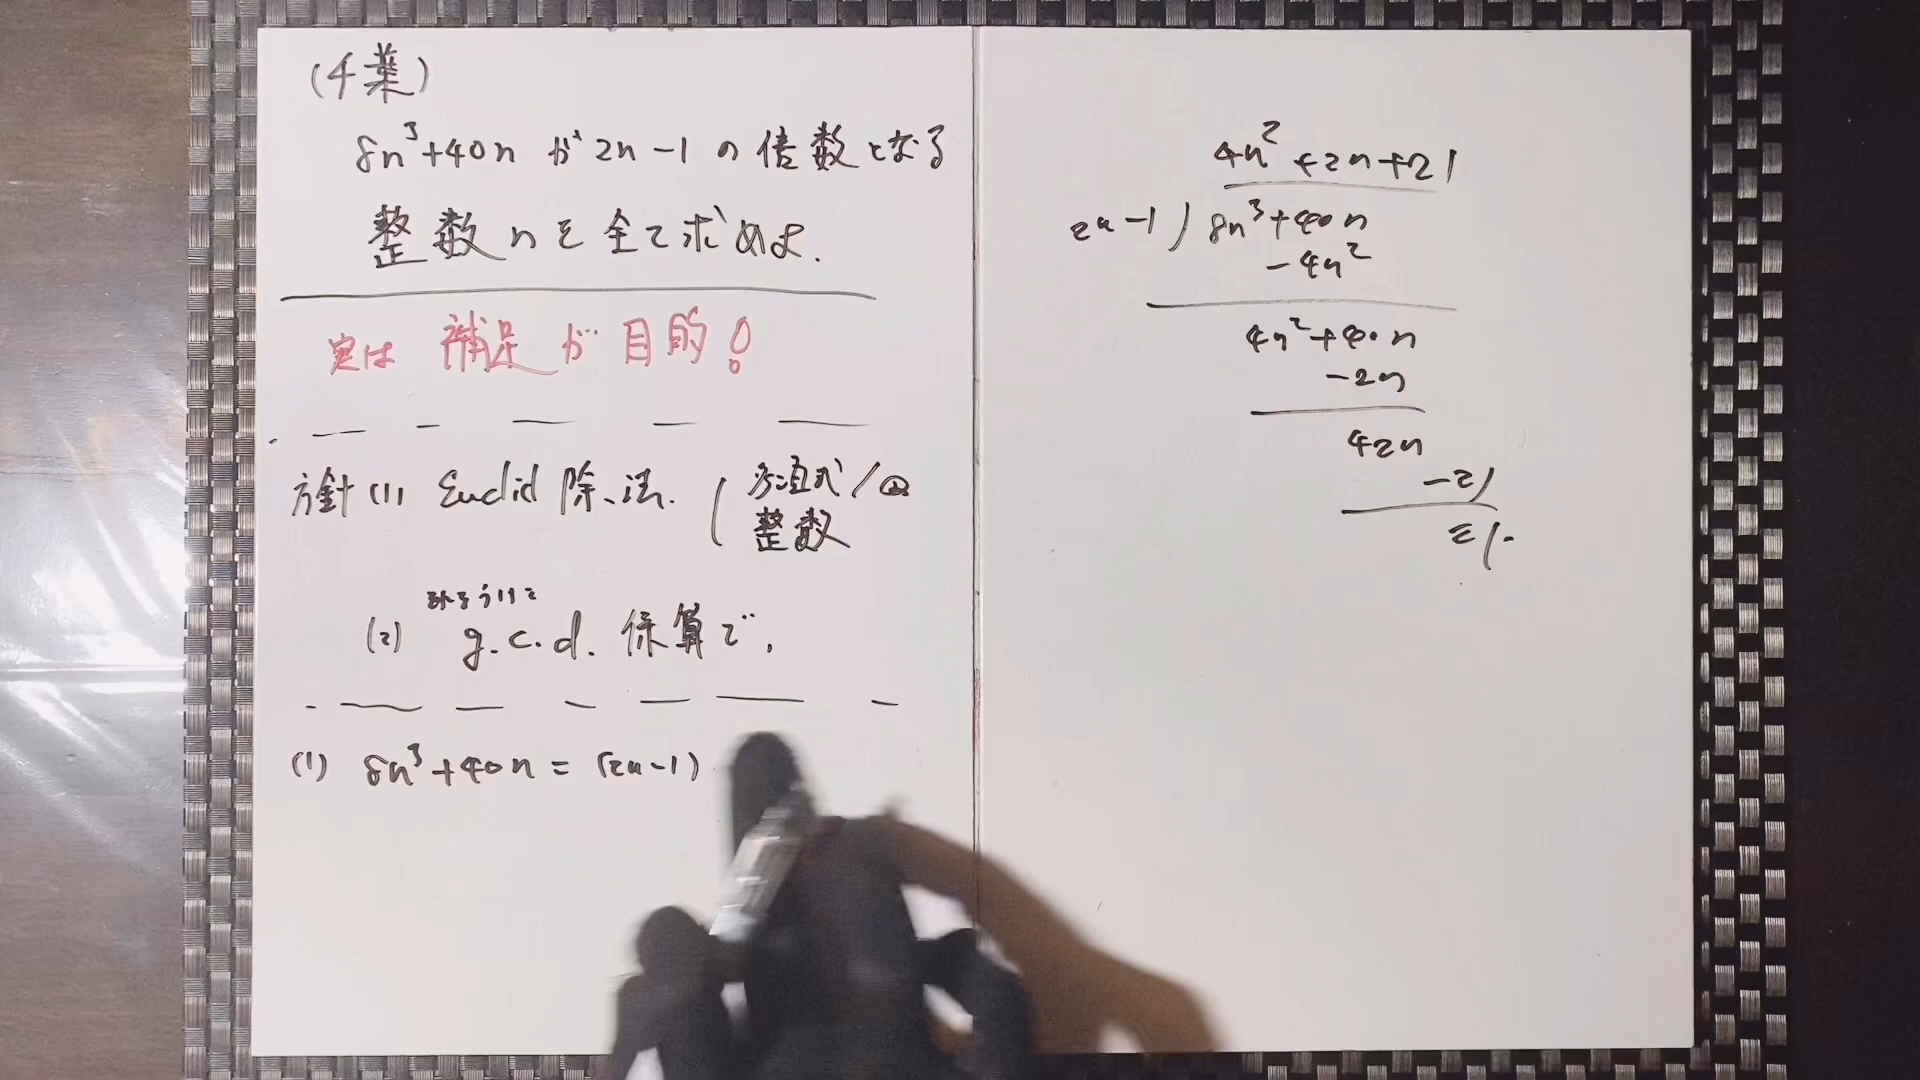 (千葉)
8n³+40n が 2n-1 の倍数となる
整数 n を全て求めよ.
実は 補足 が 目的!
方針 (1) Euclid 除法. (多項式/ℚ
整数
(2) g.c.d. 保算で,
(1) 8n³+40n = (2n-1)
4n²+2n+21
2n-1 ) 8n³+40n
-4n²
4n²+40n
-2n
42n
-21
21.